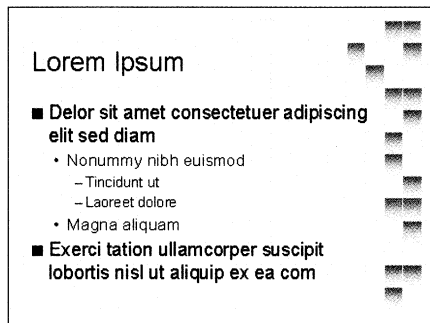 Lorem Ipsum
■ Delor sit amet consectetuer adipiscing
elit sed diam
• Nonummy nibh euismod
– Tincidunt ut
– Laoreet dolore
• Magna aliquam
■ Exerci tation ullamcorper suscipit
lobortis nisl ut aliquip ex ea com